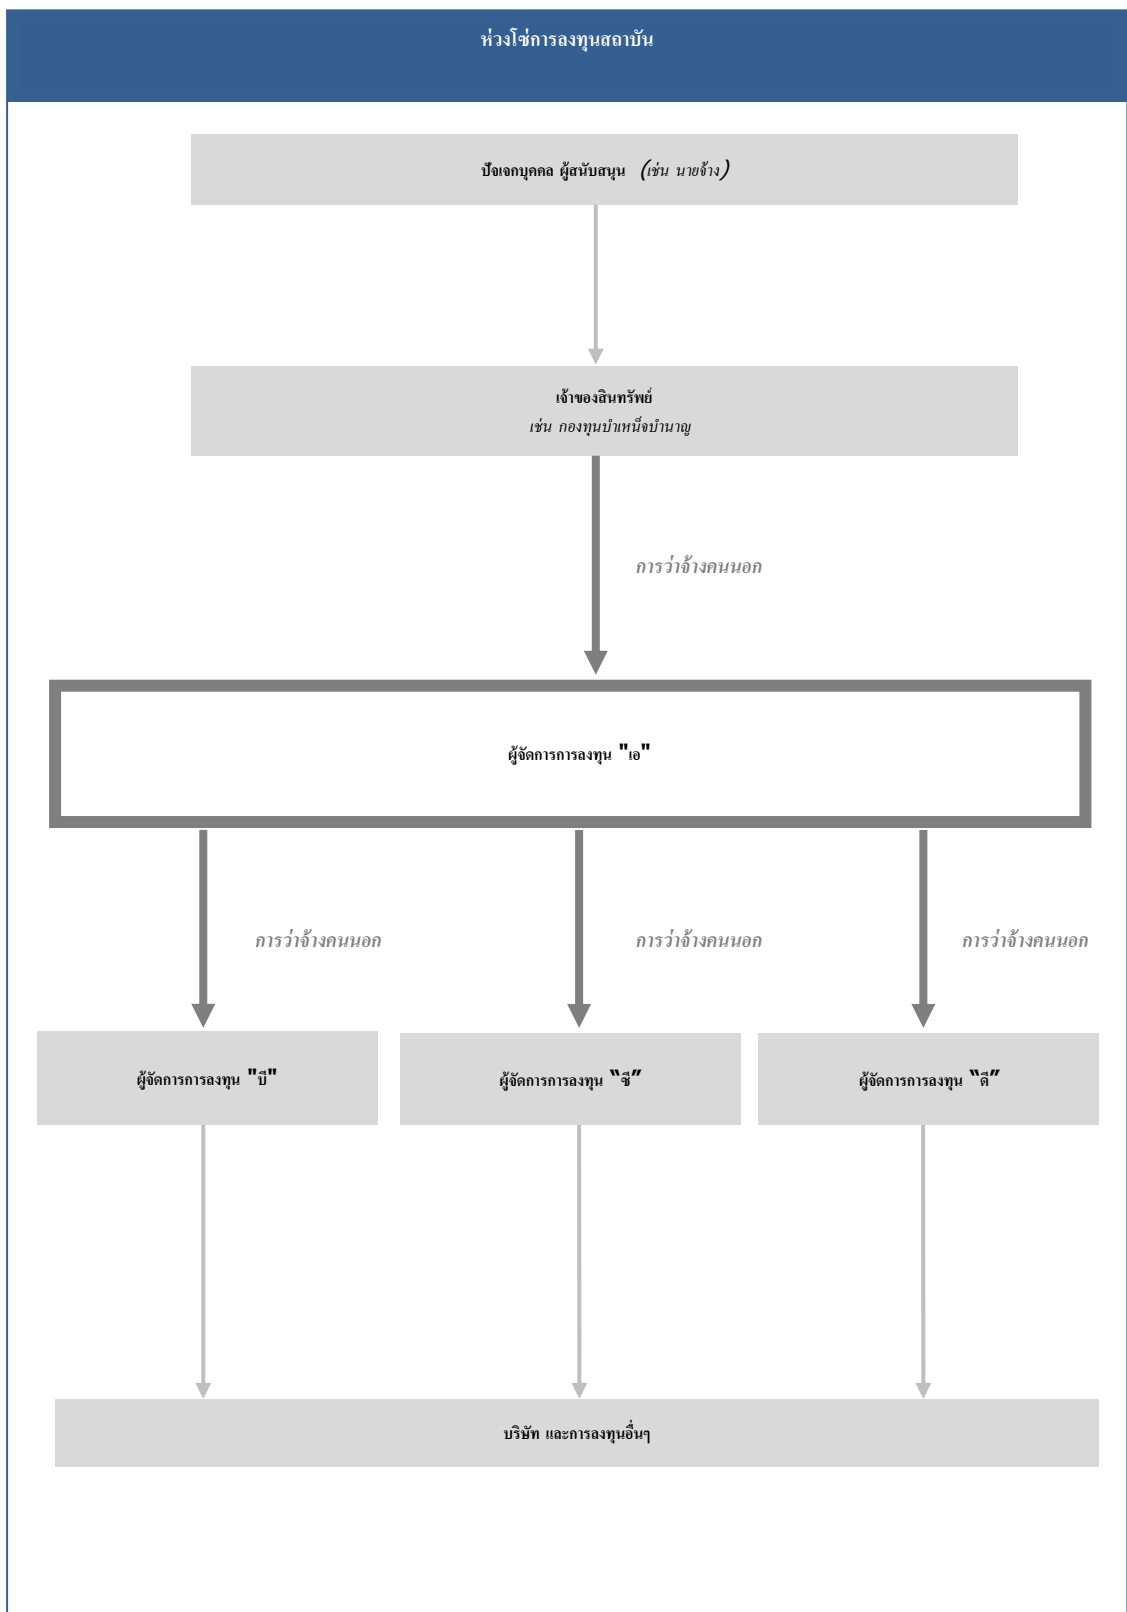 ห่วงโซ่การลงทุนสถาบัน
ปัจเจกบุคคล ผู้สนับสนุน (เช่น นายจ้าง)
เจ้าของสินทรัพย์
เช่น กองทุนบำเหน็จบำนาญ
การว่าจ้างคนนอก
ผู้จัดการการลงทุน "เอ"
การว่าจ้างคนนอก
การว่าจ้างคนนอก
การว่าจ้างคนนอก
ผู้จัดการการลงทุน "บี"
ผู้จัดการการลงทุน “ซี”
ผู้จัดการการลงทุน “ดี”
บริษัท และการลงทุนอื่นๆ